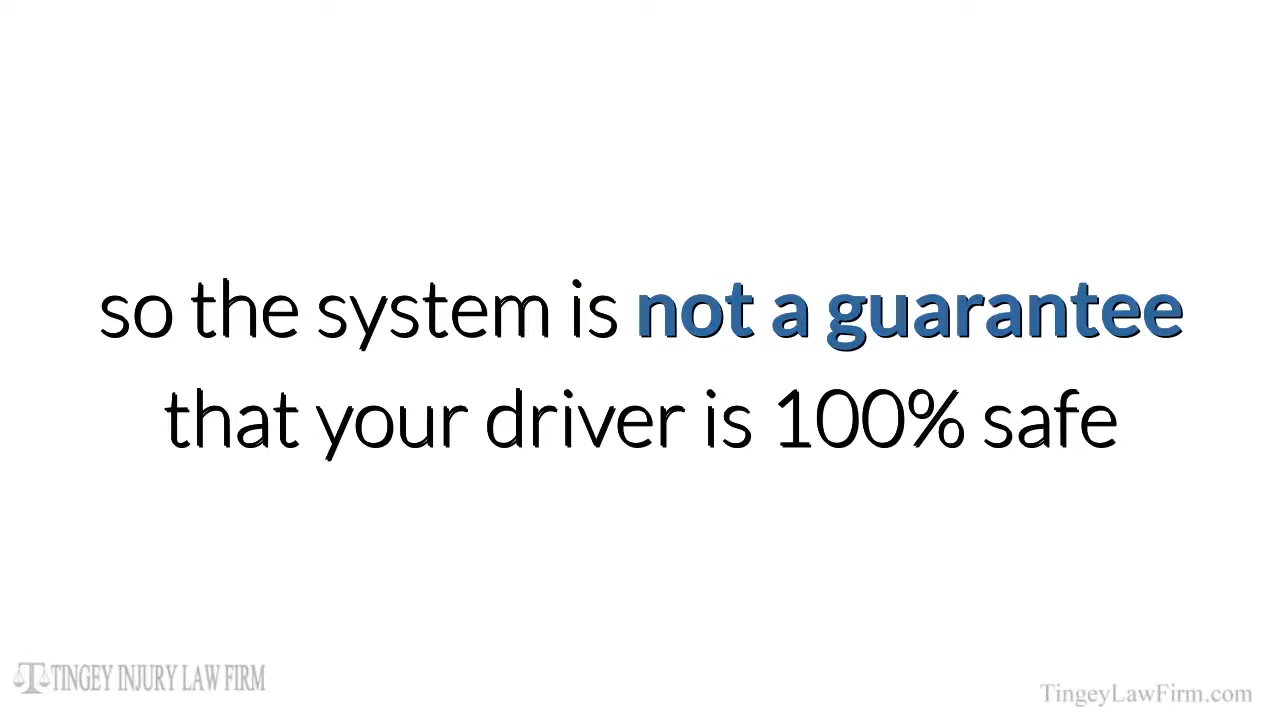 so the system is not a guarantee
that your driver is 100% safe
TINGEY INJURY LAW FIRM
TingeyLawFirm.com